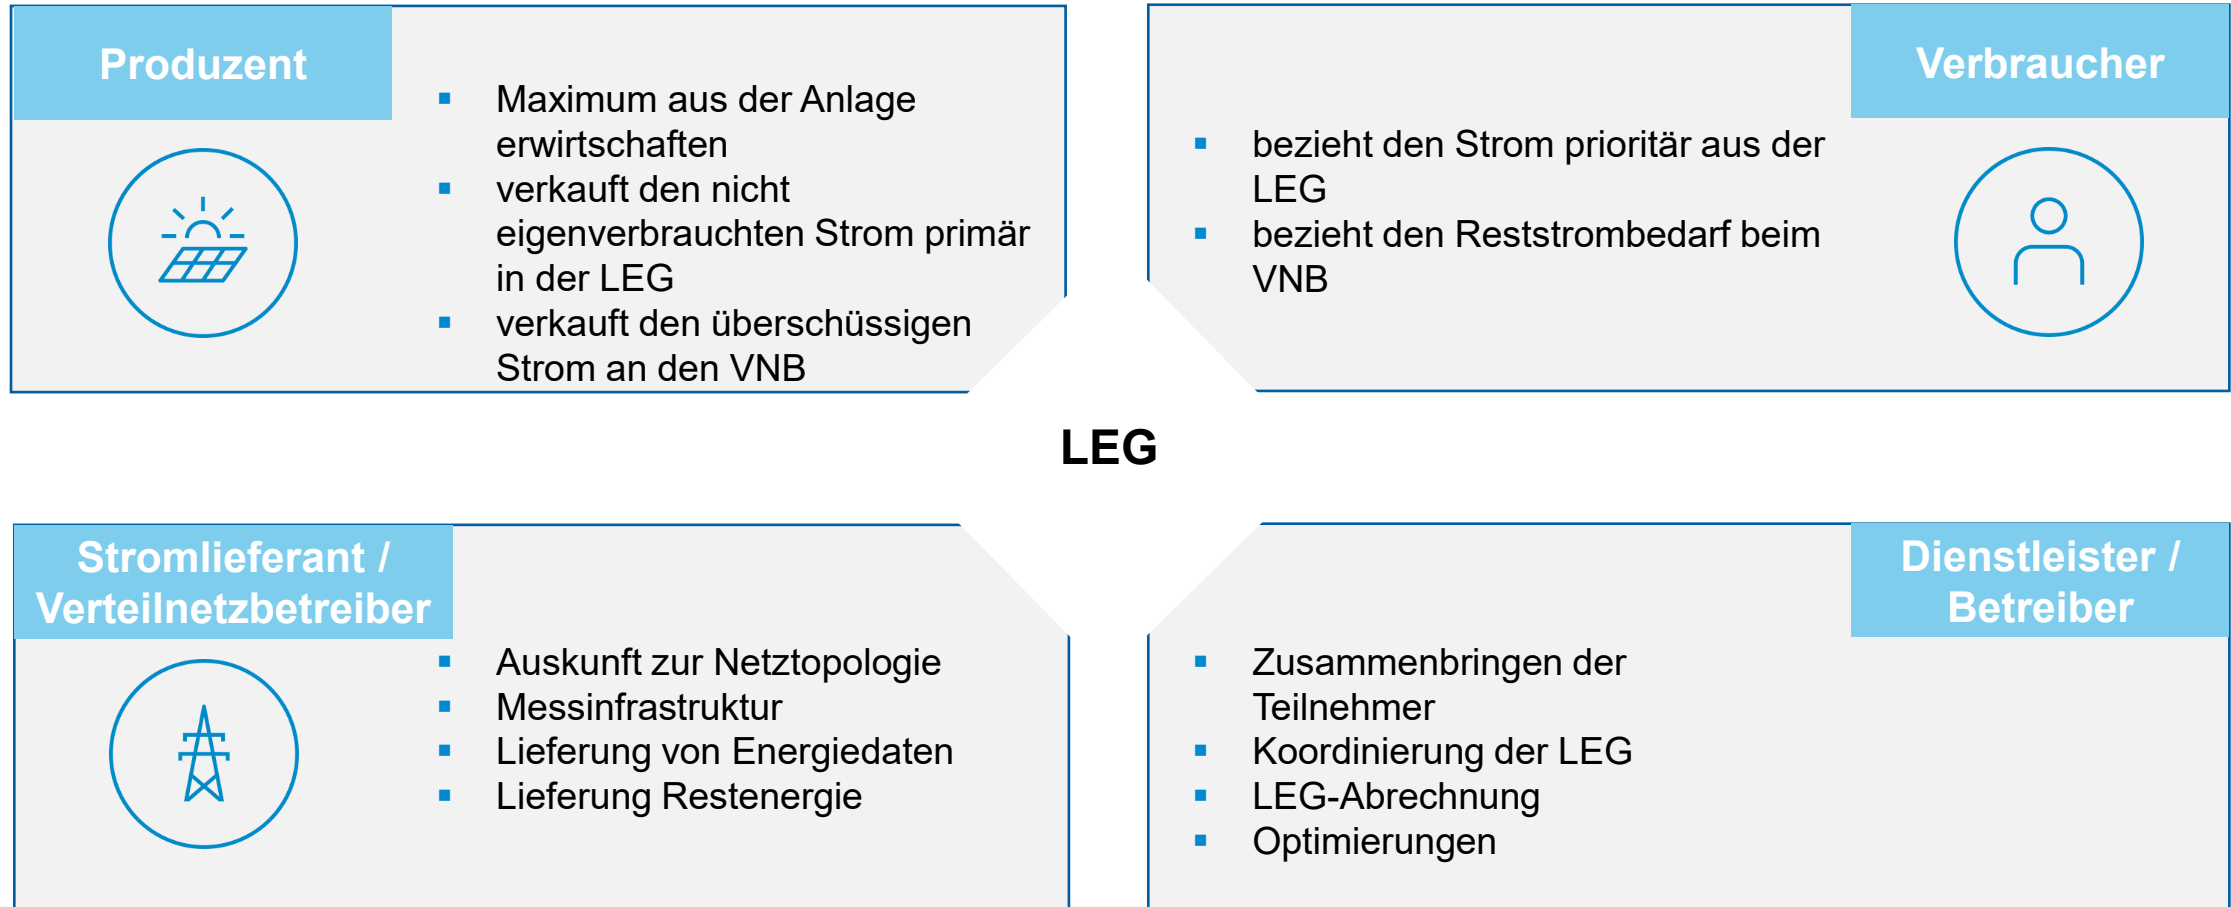 Produzent
Maximum aus der Anlage
erwirtschaften
verkauft den nicht
eigenverbrauchten Strom primär
in der LEG
verkauft den überschüssigen
Strom an den VNB
Verbraucher
bezieht den Strom prioritär aus der
LEG
bezieht den Reststrombedarf beim
VNB
LEG
Stromlieferant /
Verteilnetzbetreiber
Auskunft zur Netztopologie
Messinfrastruktur
Lieferung von Energiedaten
Lieferung Restenergie
Dienstleister /
Betreiber
Zusammenbringen der
Teilnehmer
Koordinierung der LEG
LEG-Abrechnung
Optimierungen